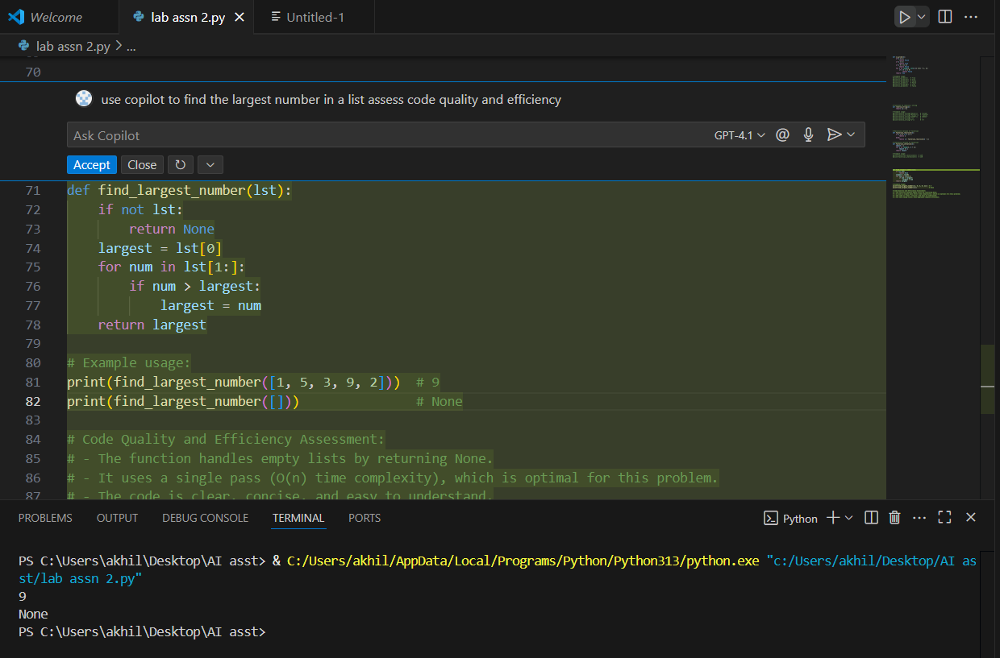 Welcome
lab assn 2.py
Untitled-1
lab assn 2.py > ...
70
use copilot to find the largest number in a list assess code quality and efficiency
Ask Copilot
GPT-4.1
Accept
Close
71 def find_largest_number(lst):
72     if not lst:
73         return None
74     largest = lst[0]
75     for num in lst[1:]:
76         if num > largest:
77             largest = num
78     return largest
79
80 # Example usage:
81 print(find_largest_number([1, 5, 3, 9, 2]))  # 9
82 print(find_largest_number([]))               # None
83
84 # Code Quality and Efficiency Assessment:
85 # - The function handles empty lists by returning None.
86 # - It uses a single pass (O(n) time complexity), which is optimal for this problem.
87 # - The code is clear, concise, and easy to understand.
PROBLEMS
OUTPUT
DEBUG CONSOLE
TERMINAL
PORTS
Python
PS C:\Users\akhil\Desktop\AI asst> & C:/Users/akhil/AppData/Local/Programs/Python/Python313/python.exe "c:/Users/akhil/Desktop/AI as
st/lab assn 2.py"
9
None
PS C:\Users\akhil\Desktop\AI asst>